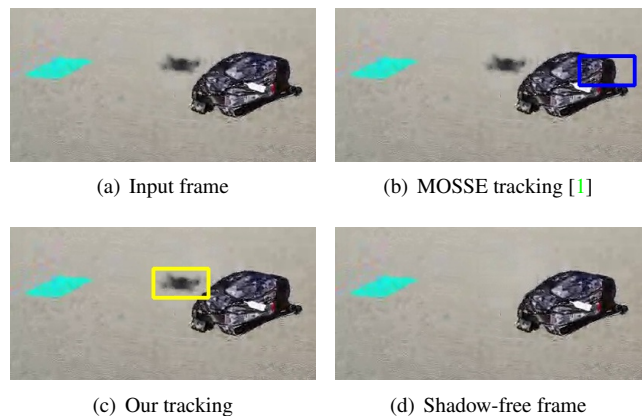 (a) Input frame
(b) MOSSE tracking [1]
(c) Our tracking
(d) Shadow-free frame